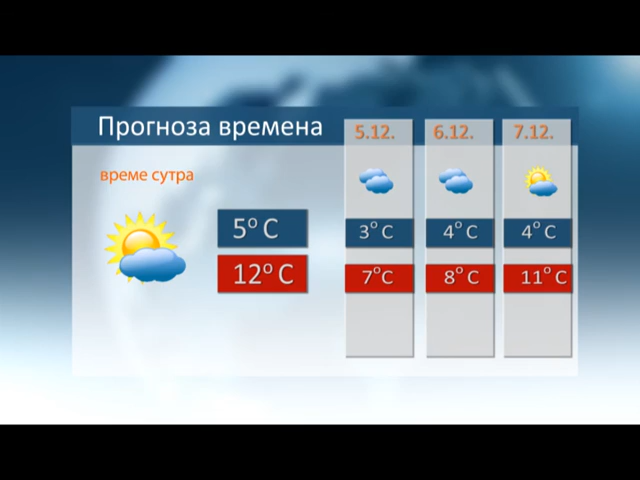 Прогноза времена
време сутра
5° C
12° C
5.12.
6.12.
7.12.
3° C
4° C
4° C
7°C
8° C
11° C